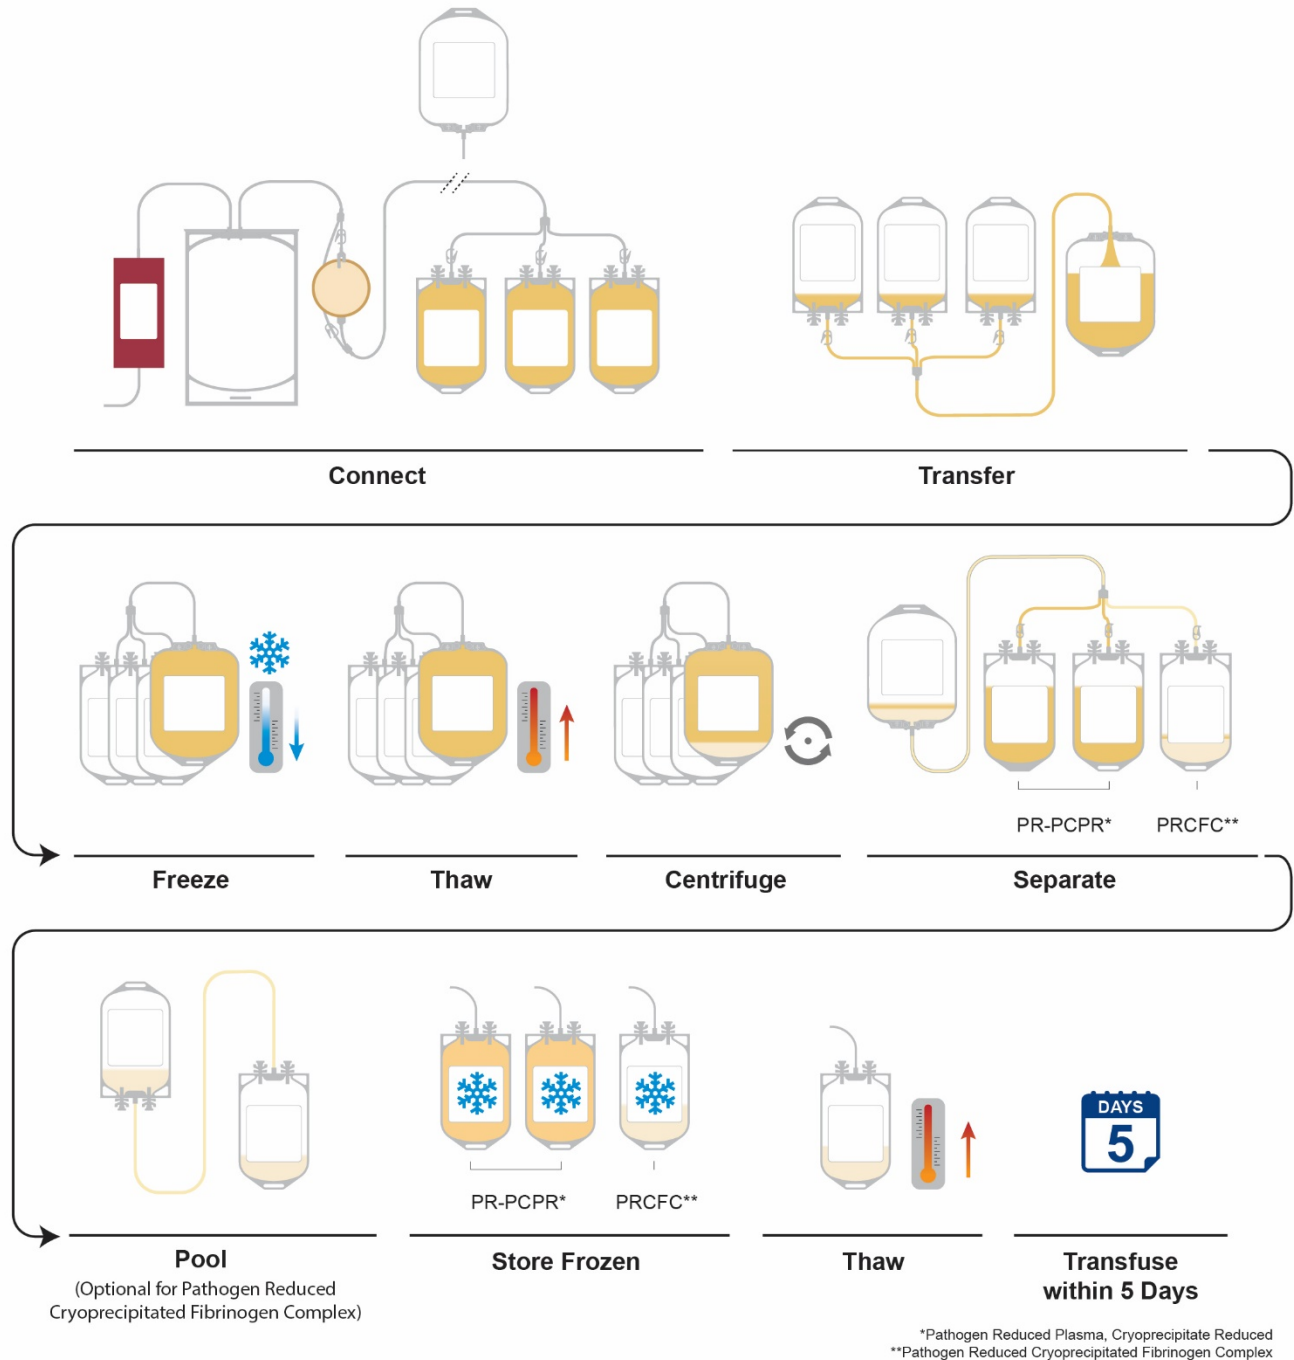 Connect
Transfer
PR-PCPR*
PRCFC**
Freeze
Thaw
Centrifuge
Separate
PR-PCPR*
PRCFC**
DAYS
5
Pool
(Optional for Pathogen Reduced
Cryoprecipitated Fibrinogen Complex)
Store Frozen
Thaw
Transfuse
within 5 Days
*Pathogen Reduced Plasma, Cryoprecipitate Reduced
**Pathogen Reduced Cryoprecipitated Fibrinogen Complex